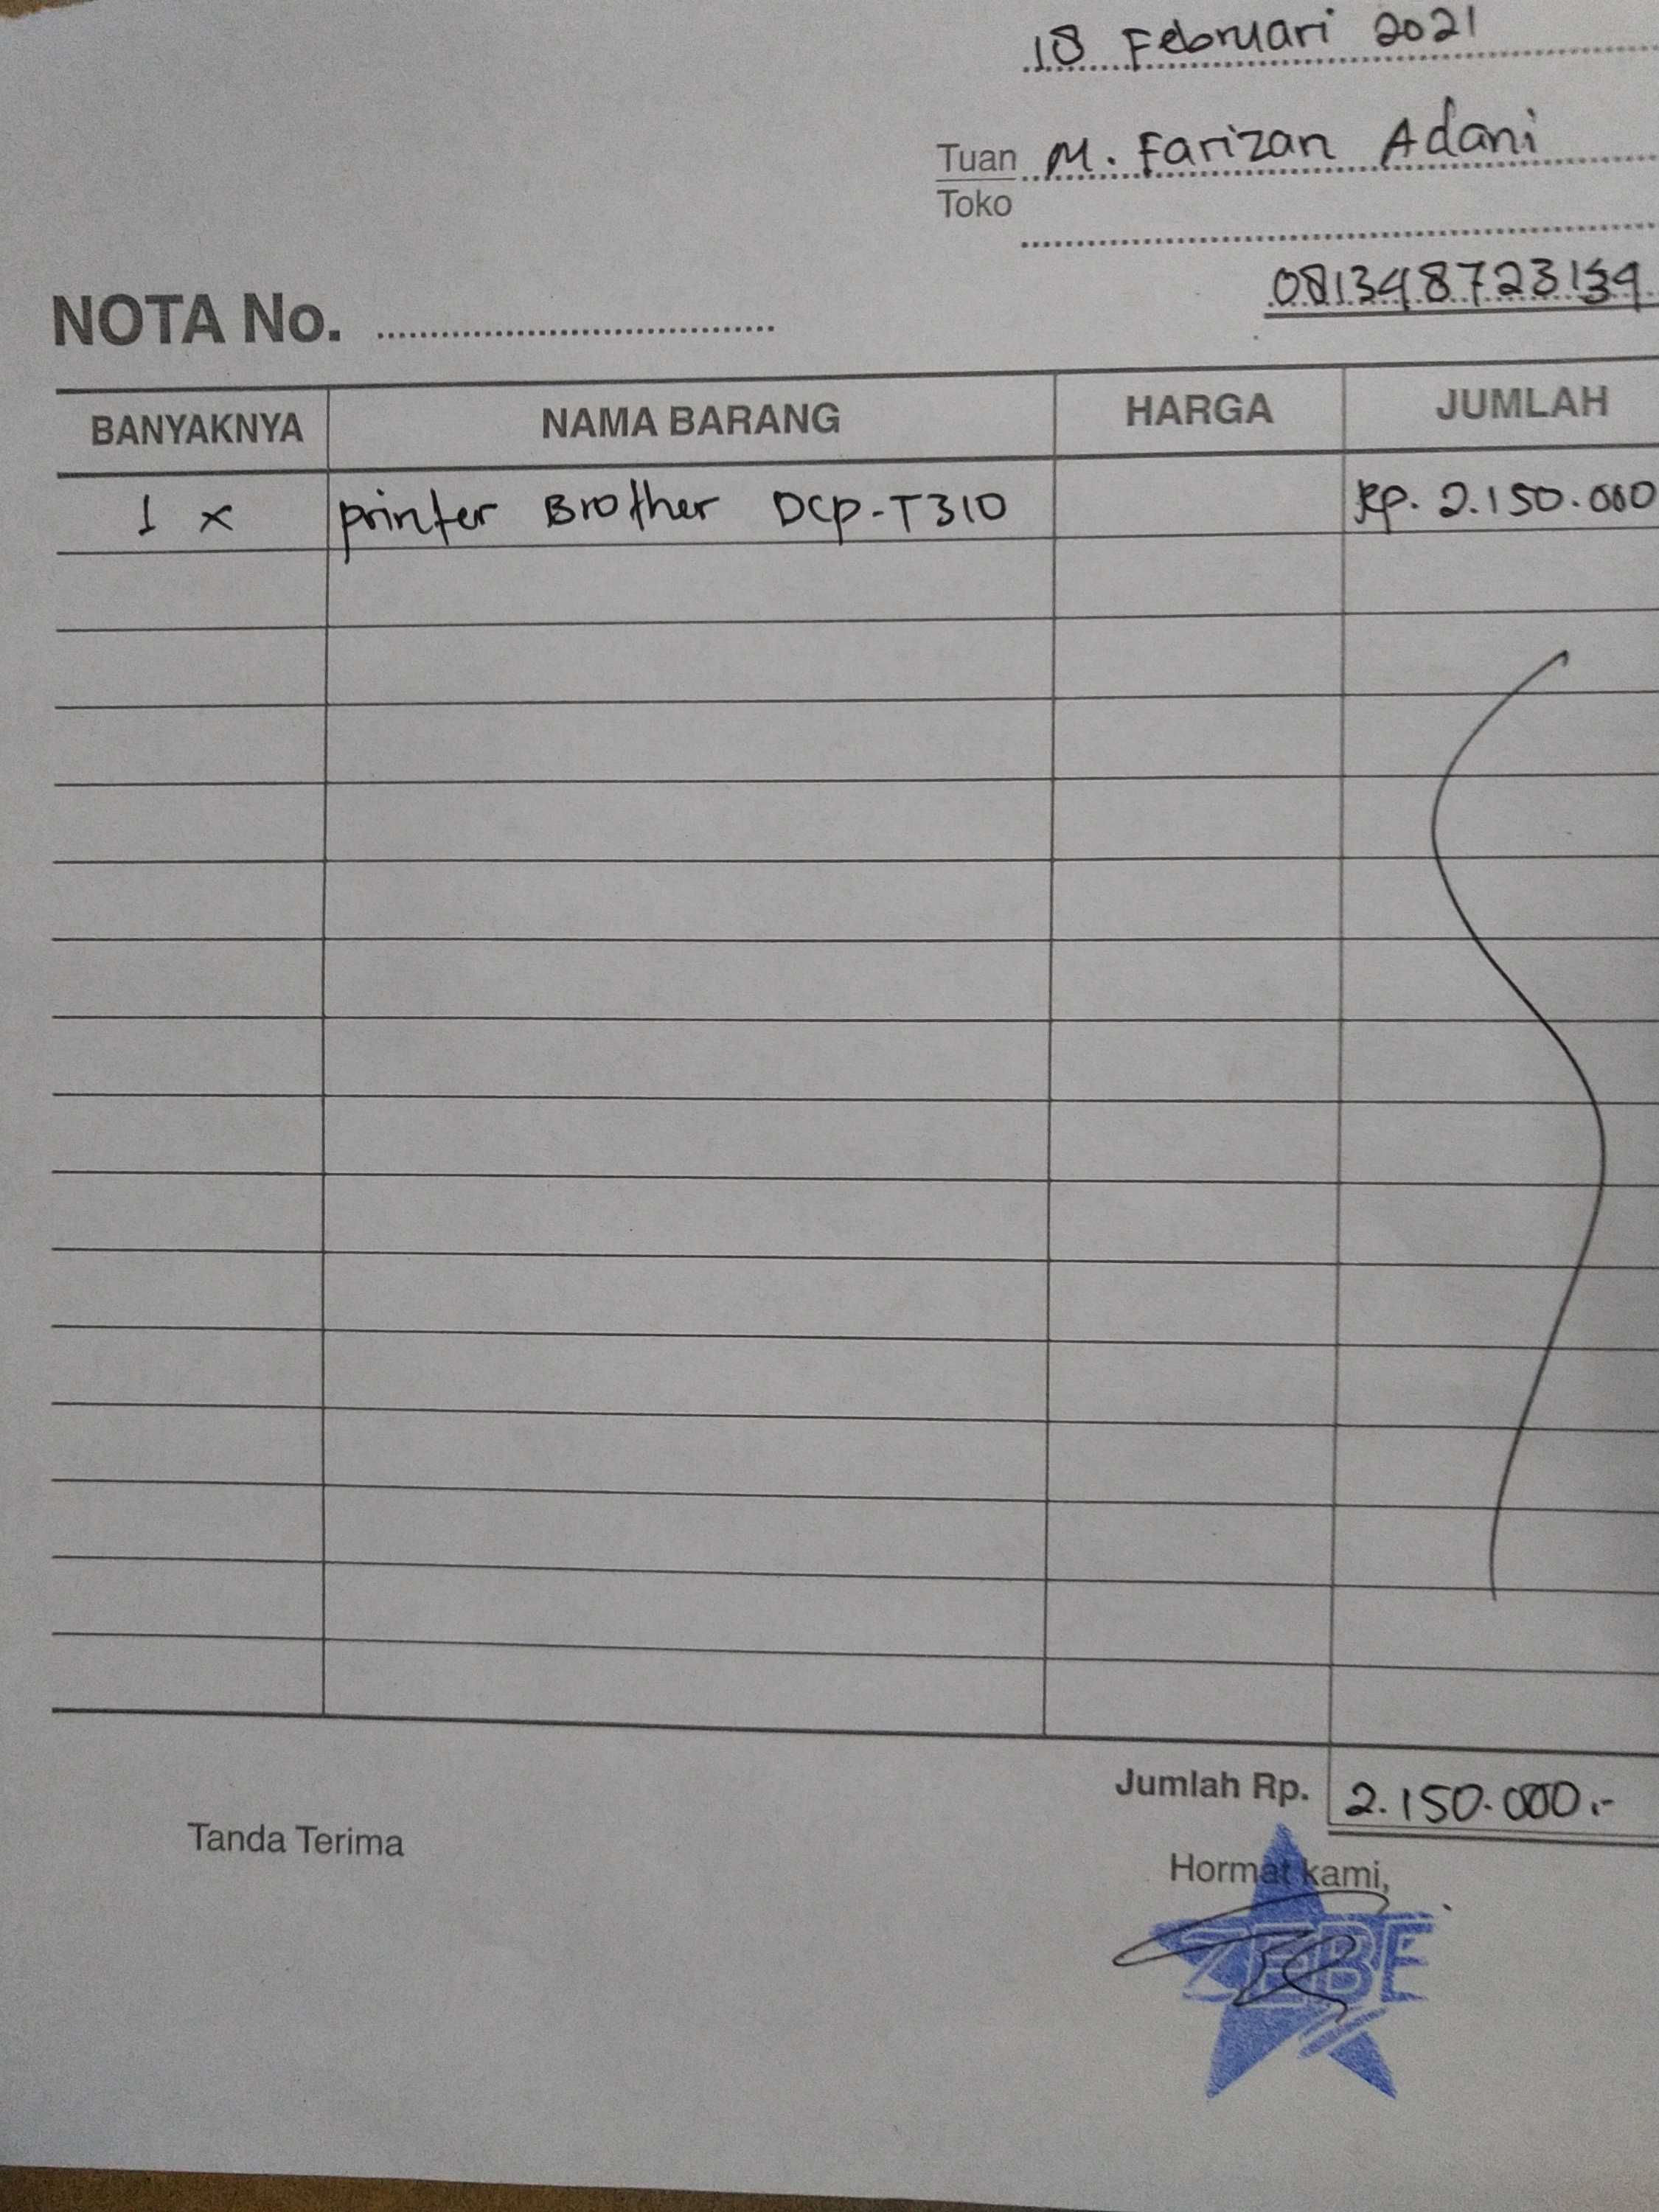 18 Februari 2021
Tuan M. Farizan Adani
Toko
081348723134
NOTA No.
BANYAKNYA NAMA BARANG HARGA JUMLAH
1 x printer Brother DCP-T310 Rp. 2.150.000
Jumlah Rp. 2.150.000.-
Tanda Terima
Hormat kami,
ZEBE